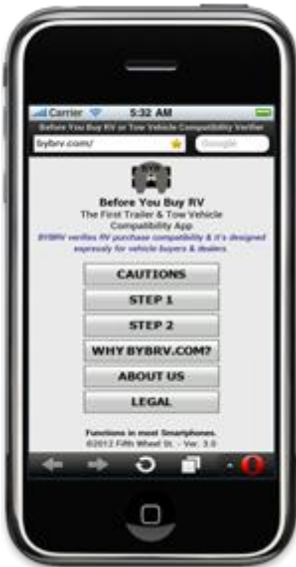 Carrier 5:32 AM
Before You Buy RV or Tow Vehicle Compatibility Verifier
bybrv.com/ Google
Before You Buy RV
The First Trailer & Tow Vehicle
Compatibility App
BYBRV verifies RV purchase compatibility & it's designed
expressly for vehicle buyers & dealers.
CAUTIONS
STEP 1
STEP 2
WHY BYBRV.COM?
ABOUT US
LEGAL
Functions in most Smartphones.
©2012 Fifth Wheel St. - Ver. 3.0